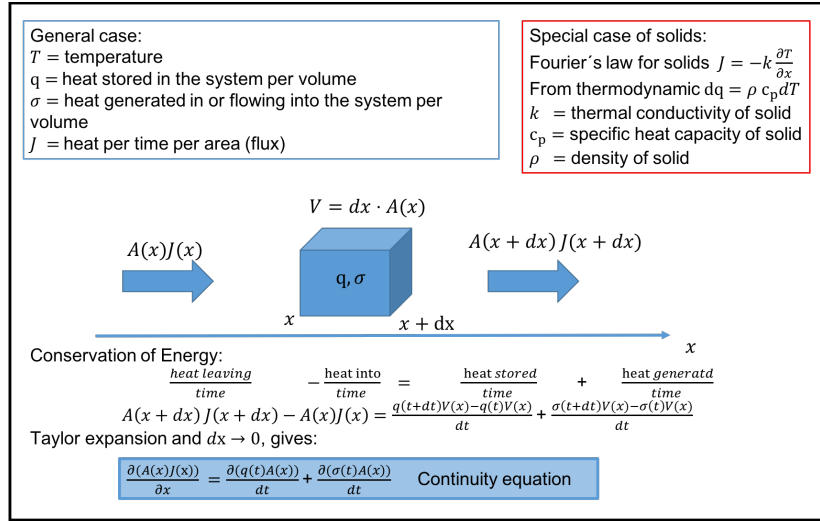 General case:
T = temperature
q = heat stored in the system per volume
σ = heat generated in or flowing into the system per
volume
J = heat per time per area (flux)
Special case of solids:
Fourier´s law for solids J = −k ∂T/∂x
From thermodynamic dq = ρ c_p dT
k = thermal conductivity of solid
c_p = specific heat capacity of solid
ρ = density of solid
V = dx · A(x)
A(x)J(x)
A(x + dx) J(x + dx)
q, σ
x
x + dx
x
Conservation of Energy:
heat leaving/time − heat into/time = heat stored/time + heat generatd/time
A(x + dx) J(x + dx) − A(x)J(x) = q(t+dt)V(x)−q(t)V(x)/dt + σ(t+dt)V(x)−σ(t)V(x)/dt
Taylor expansion and dx → 0, gives:
∂(A(x)J(x))/∂x = ∂(q(t)A(x))/dt + ∂(σ(t)A(x))/dt Continuity equation